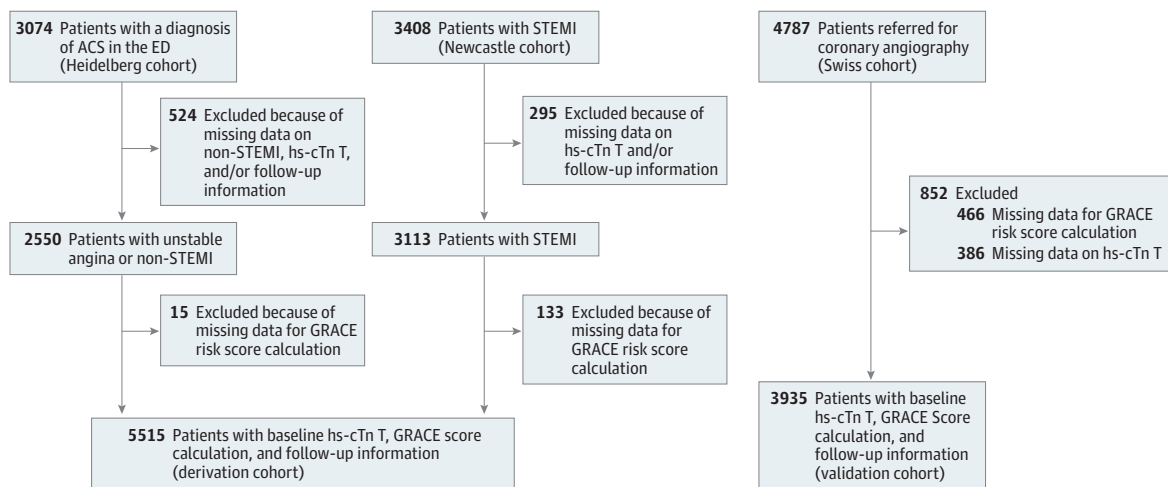 3074 Patients with a diagnosis
of ACS in the ED
(Heidelberg cohort)
524 Excluded because of
missing data on
non-STEMI, hs-cTn T,
and/or follow-up
information
2550 Patients with unstable
angina or non-STEMI
15 Excluded because of
missing data for GRACE
risk score calculation
3408 Patients with STEMI
(Newcastle cohort)
295 Excluded because of
missing data on
hs-cTn T and/or
follow-up information
3113 Patients with STEMI
133 Excluded because of
missing data for
GRACE risk score
calculation
5515 Patients with baseline hs-cTn T, GRACE score
calculation, and follow-up information
(derivation cohort)
4787 Patients referred for
coronary angiography
(Swiss cohort)
852 Excluded
466 Missing data for GRACE
risk score calculation
386 Missing data on hs-cTn T
3935 Patients with baseline
hs-cTn T, GRACE Score
calculation, and
follow-up information
(validation cohort)